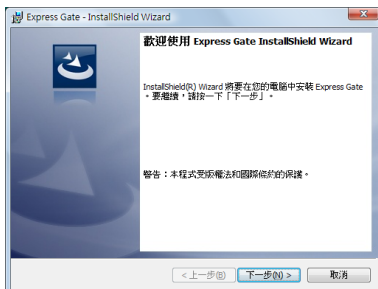 Express Gate - InstallShield Wizard
歡迎使用 Express Gate InstallShield Wizard
InstallShield(R) Wizard 將要在您的電腦中安裝 Express Gate
。要繼續，請按一下「下一步」。
警告：本程式受版權法和國際條約的保護。
< 上一步(B) 下一步(N) > 取消